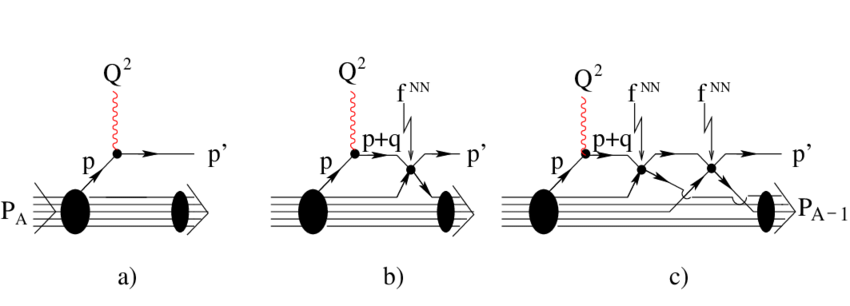 Q²
p
p'
P_A
a)
Q²
f^NN
p
p+q
p'
b)
Q²
f^NN
f^NN
p
p+q
p'
P_A-1
c)